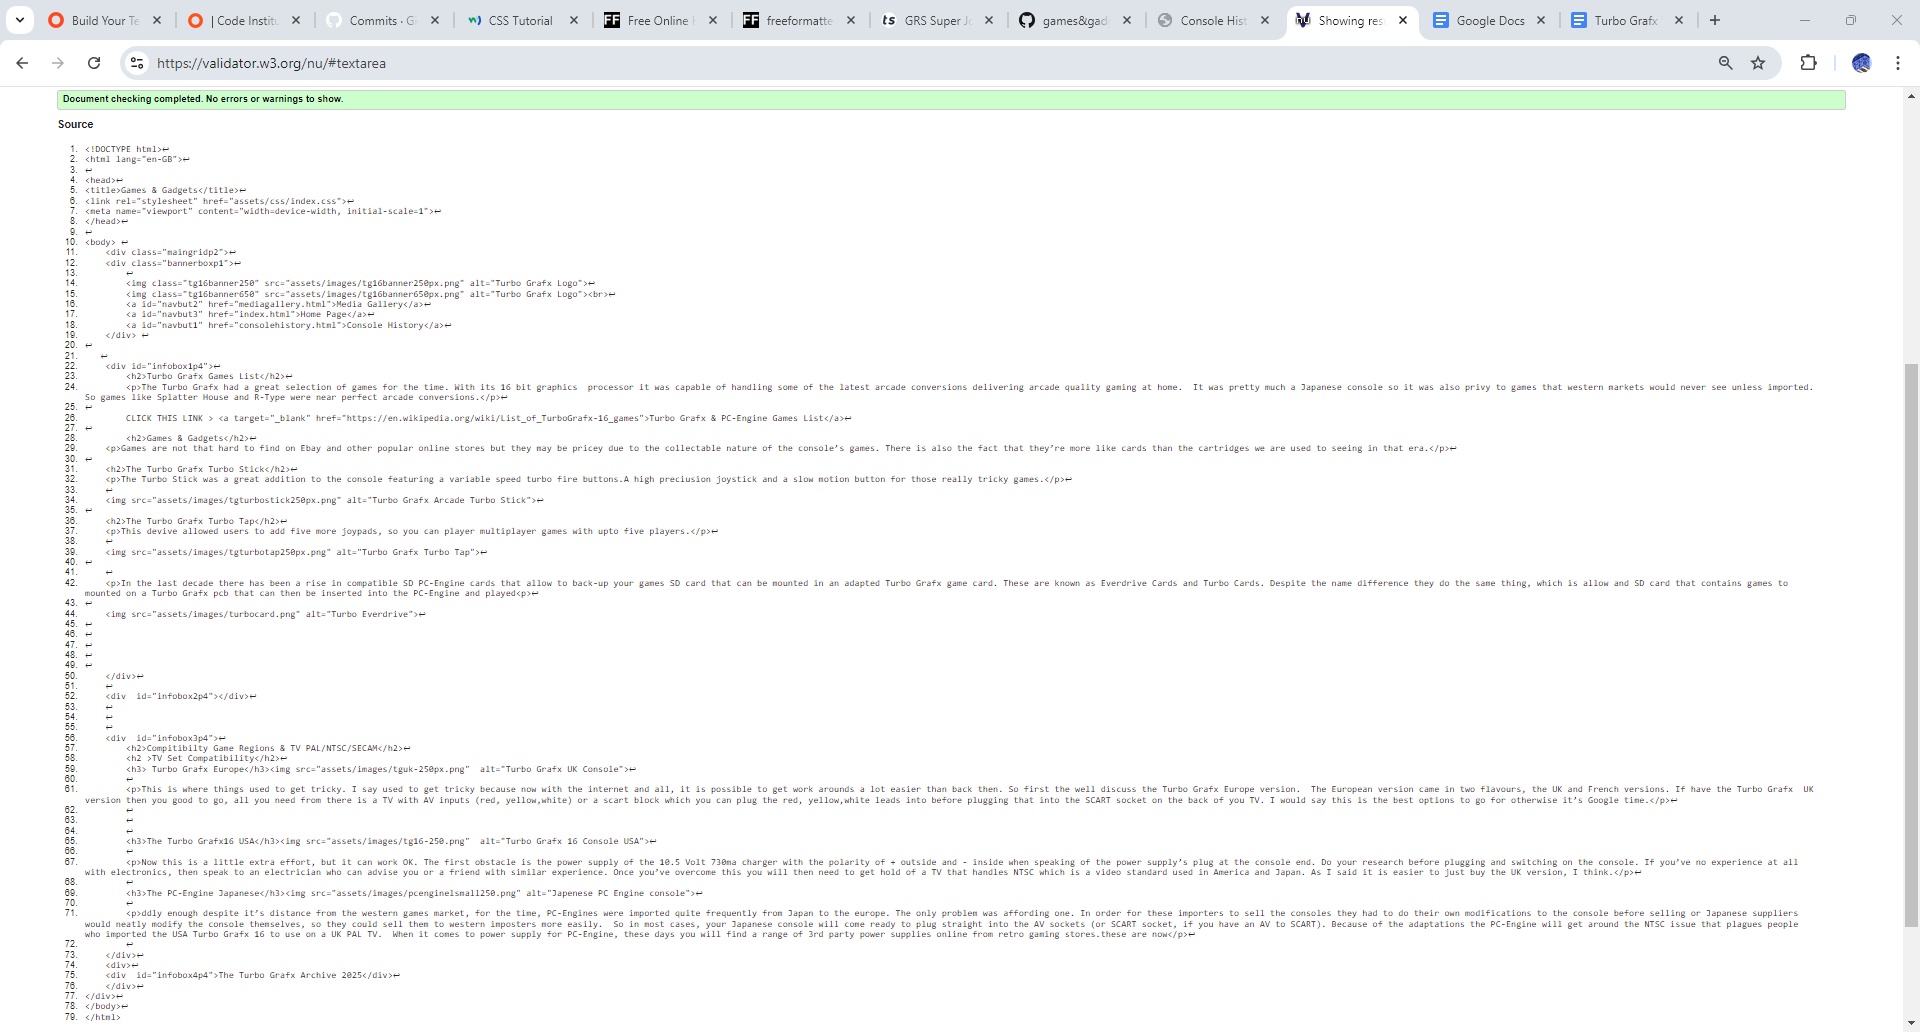 Build Your Te
| Code Institu
Commits · Gi
CSS Tutorial
Free Online H
freeformatte
GRS Super Jo
games&gad
Console Hist
Showing resu
Google Docs
Turbo Grafx
https://validator.w3.org/nu/#textarea
Document checking completed. No errors or warnings to show.
Source
1. <!DOCTYPE html>↩
2. <html lang="en-GB">↩
3. ↩
4. <head>↩
5. <title>Games & Gadgets</title>↩
6. <link rel="stylesheet" href="assets/css/index.css">↩
7. <meta name="viewport" content="width=device-width, initial-scale=1">↩
8. </head>↩
9. ↩
10. <body> ↩
11. <div class="maingridp2">↩
12. <div class="bannerboxp1">↩
13. ↩
14. <img class="tg16banner250" src="assets/images/tg16banner250px.png" alt="Turbo Grafx Logo">↩
15. <img class="tg16banner650" src="assets/images/tg16banner650px.png" alt="Turbo Grafx Logo"><br>↩
16. <a id="navbut2" href="mediagallery.html">Media Gallery</a>↩
17. <a id="navbut3" href="index.html">Home Page</a>↩
18. <a id="navbut1" href="consolehistory.html">Console History</a>↩
19. </div> ↩
20. ↩
21. ↩
22. <div id="infobox1p4">↩
23. <h2>Turbo Grafx Games List</h2>↩
24. <p>The Turbo Grafx had a great selection of games for the time. With its 16 bit graphics  processor it was capable of handling some of the latest arcade conversions delivering arcade quality gaming at home.  It was pretty much a Japanese console so it was also privy to games that western markets would never see unless imported.
So games like Splatter House and R-Type were near perfect arcade conversions.</p>↩
25. ↩
26. CLICK THIS LINK > <a target="_blank" href="https://en.wikipedia.org/wiki/List_of_TurboGrafx-16_games">Turbo Grafx & PC-Engine Games List</a>↩
27. ↩
28. <h2>Games & Gadgets</h2>↩
29. <p>Games are not that hard to find on Ebay and other popular online stores but they may be pricey due to the collectable nature of the console’s games. There is also the fact that they’re more like cards than the cartridges we are used to seeing in that era.</p>↩
30. ↩
31. <h2>The Turbo Grafx Turbo Stick</h2>↩
32. <p>The Turbo Stick was a great addition to the console featuring a variable speed turbo fire buttons.A high preciusion joystick and a slow motion button for those really tricky games.</p>↩
33. ↩
34. <img src="assets/images/tgturbostick250px.png" alt="Turbo Grafx Arcade Turbo Stick">↩
35. ↩
36. <h2>The Turbo Grafx Turbo Tap</h2>↩
37. <p>This devive allowed users to add five more joypads, so you can player multiplayer games with upto five players.</p>↩
38. ↩
39. <img src="assets/images/tgturbotap250px.png" alt="Turbo Grafx Turbo Tap">↩
40. ↩
41. ↩
42. <p>In the last decade there has been a rise in compatible SD PC-Engine cards that allow to back-up your games SD card that can be mounted in an adapted Turbo Grafx game card. These are known as Everdrive Cards and Turbo Cards. Despite the name difference they do the same thing, which is allow and SD card that contains games to
mounted on a Turbo Grafx pcb that can then be inserted into the PC-Engine and played<p>↩
43. ↩
44. <img src="assets/images/turbocard.png" alt="Turbo Everdrive">↩
45. ↩
46. ↩
47. ↩
48. ↩
49. ↩
50. </div>↩
51. ↩
52. <div  id="infobox2p4"></div>↩
53. ↩
54. ↩
55. ↩
56. <div  id="infobox3p4">↩
57. <h2>Compitibilty Game Regions & TV PAL/NTSC/SECAM</h2>↩
58. <h2 >TV Set Compatibility</h2>↩
59. <h3> Turbo Grafx Europe</h3><img src="assets/images/tguk-250px.png"  alt="Turbo Grafx UK Console">↩
60. ↩
61. <p>This is where things used to get tricky. I say used to get tricky because now with the internet and all, it is possible to get work arounds a lot easier than back then. So first the well discuss the Turbo Grafx Europe version.  The European version came in two flavours, the UK and French versions. If have the Turbo Grafx  UK
version then you good to go, all you need from there is a TV with AV inputs (red, yellow,white) or a scart block which you can plug the red, yellow,white leads into before plugging that into the SCART socket on the back of you TV. I would say this is the best options to go for otherwise it’s Google time.</p>↩
62. ↩
63. ↩
64. ↩
65. <h3>The Turbo Grafx16 USA</h3><img src="assets/images/tg16-250.png"  alt="Turbo Grafx 16 Console USA">↩
66. ↩
67. <p>Now this is a little extra effort, but it can work OK. The first obstacle is the power supply of the 10.5 Volt 730ma charger with the polarity of + outside and - inside when speaking of the power supply’s plug at the console end. Do your research before plugging and switching on the console. If you’ve no experience at all
with electronics, then speak to an electrician who can advise you or a friend with similar experience. Once you’ve overcome this you will then need to get hold of a TV that handles NTSC which is a video standard used in America and Japan. As I said it is easier to just buy the UK version, I think.</p>↩
68. ↩
69. <h3>The PC-Engine Japanese</h3><img src="assets/images/pcenginelsmall250.png" alt="Japenese PC Engine console">↩
70. ↩
71. <p>ddly enough despite it’s distance from the western games market, for the time, PC-Engines were imported quite frequently from Japan to the europe. The only problem was affording one. In order for these importers to sell the consoles they had to do their own modifications to the console before selling or Japanese suppliers
would neatly modify the console themselves, so they could sell them to western imposters more easily.  So in most cases, your Japanese console will come ready to plug straight into the AV sockets (or SCART socket, if you have an AV to SCART). Because of the adaptations the PC-Engine will get around the NTSC issue that plagues people
who imported the USA Turbo Grafx 16 to use on a UK PAL TV.  When it comes to power supply for PC-Engine, these days you will find a range of 3rd party power supplies online from retro gaming stores.these are now</p>↩
72. ↩
73. </div>↩
74. <div>↩
75. <div  id="infobox4p4">The Turbo Grafx Archive 2025</div>↩
76. </div>↩
77. </div>↩
78. </body>↩
79. </html>